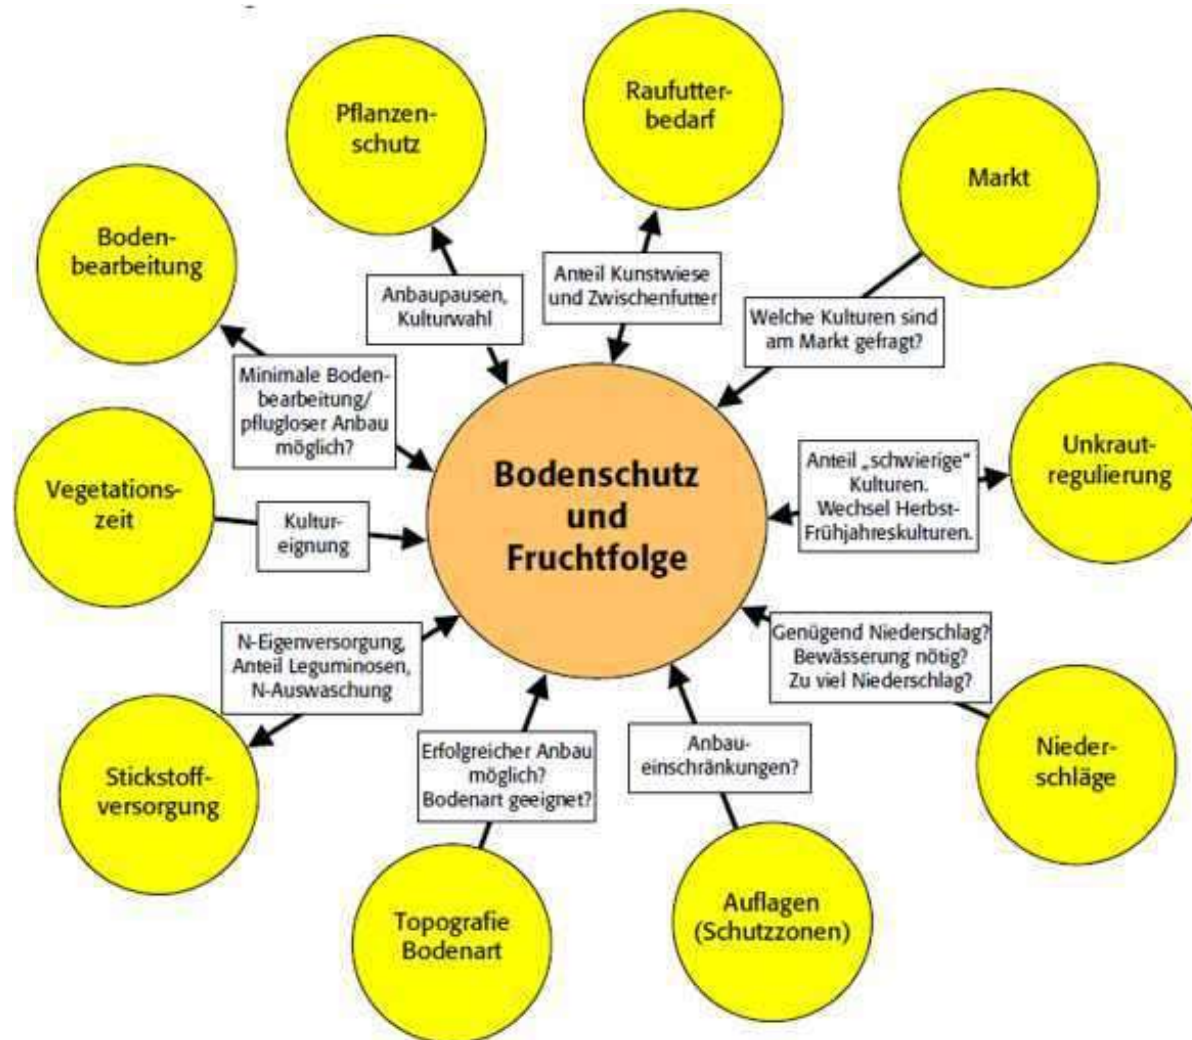 Pflanzen-
schutz
Raufutter-
bedarf
Markt
Boden-
bearbeitung
Anbaupausen,
Kulturwahl
Anteil Kunstwiese
und Zwischenfutter
Welche Kulturen sind
am Markt gefragt?
Minimale Boden-
bearbeitung/
pflugloser Anbau
möglich?
Unkraut-
regulierung
Anteil „schwierige“
Kulturen.
Wechsel Herbst-
Frühjahreskulturen.
Vegetations-
zeit
Kultur-
eignung
Bodenschutz
und
Fruchtfolge
N-Eigenversorgung,
Anteil Leguminosen,
N-Auswaschung
Genügend Niederschlag?
Bewässerung nötig?
Zu viel Niederschlag?
Stickstoff-
versorgung
Erfolgreicher Anbau
möglich?
Bodenart geeignet?
Anbau-
einschränkungen?
Nieder-
schläge
Topografie
Bodenart
Auflagen
(Schutzzonen)